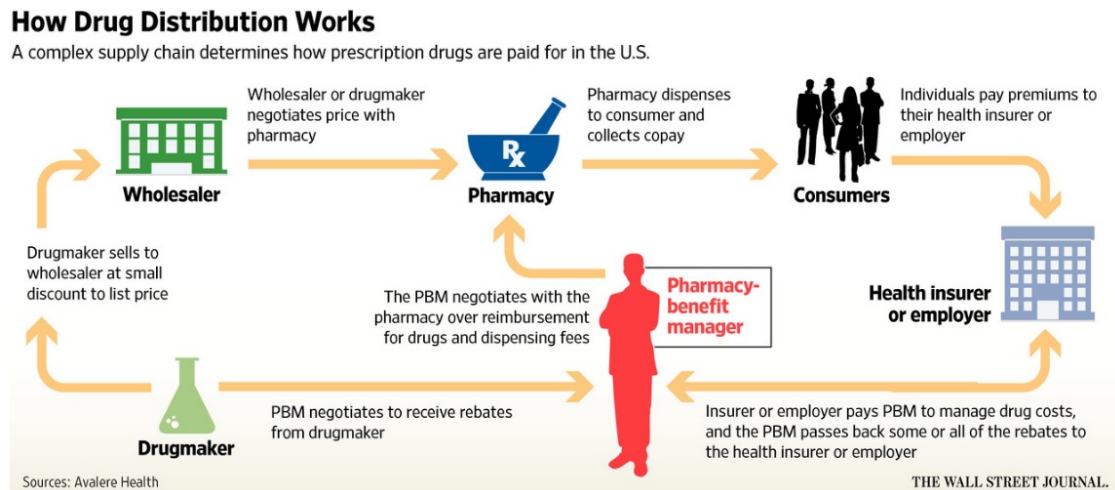 How Drug Distribution Works
A complex supply chain determines how prescription drugs are paid for in the U.S.
Wholesaler or drugmaker
negotiates price with
pharmacy
Pharmacy dispenses
to consumer and
collects copay
Individuals pay premiums to
their health insurer or
employer
Rx
Wholesaler
Pharmacy
Consumers
Drugmaker sells to
wholesaler at small
discount to list price
The PBM negotiates with the
pharmacy over reimbursement
for drugs and dispensing fees
Pharmacy-
benefit
manager
Health insurer
or employer
PBM negotiates to receive rebates
from drugmaker
Insurer or employer pays PBM to manage drug costs,
and the PBM passes back some or all of the rebates to
the health insurer or employer
Drugmaker
Sources: Avalere Health
THE WALL STREET JOURNAL.